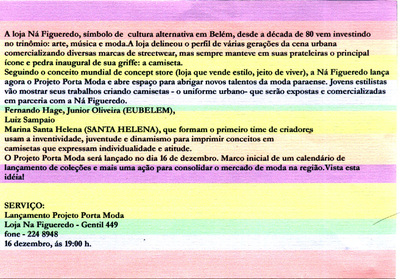 A loja Ná Figueredo, símbolo de  cultura alternativa em Belém, desde a década de 80 vem investindo
no trinômio: arte, música e moda.A loja delineou o perfil de várias gerações da cena urbana
comercializando diversas marcas de streetwear, mas sempre manteve em suas prateleiras o principal
ícone e pedra inaugural de sua griffe: a camiseta.
Seguindo o conceito mundial de concept store (loja que vende estilo, jeito de viver), a Ná Figueredo lança
agora o Projeto Porta Moda e abre espaço para abrigar novos talentos da moda paraense. Jovens estilistas
vão mostrar seus trabalhos criando camisetas - o uniforme urbano- que serão expostas e comercializadas
em parceria com a Ná Figueredo.
Fernando Hage, Junior Oliveira (EUBELEM),
Luiz Sampaio
Marina Santa Helena (SANTA HELENA), que formam o primeiro time de criadores
usam a inventividade, juventude e dinamismo para imprimir conceitos em
camisetas que expressam individualidade e atitude.
O Projeto Porta Moda será lançado no dia 16 de dezembro. Marco inicial de um calendário de
lançamento de coleções e mais uma ação para consolidar o mercado de moda na região.Vista esta
idéia!
SERVIÇO:
Lançamento Projeto Porta Moda
Loja Na Figueredo - Gentil 449
fone - 224 8948
16 dezembro, ás 19:00 h.